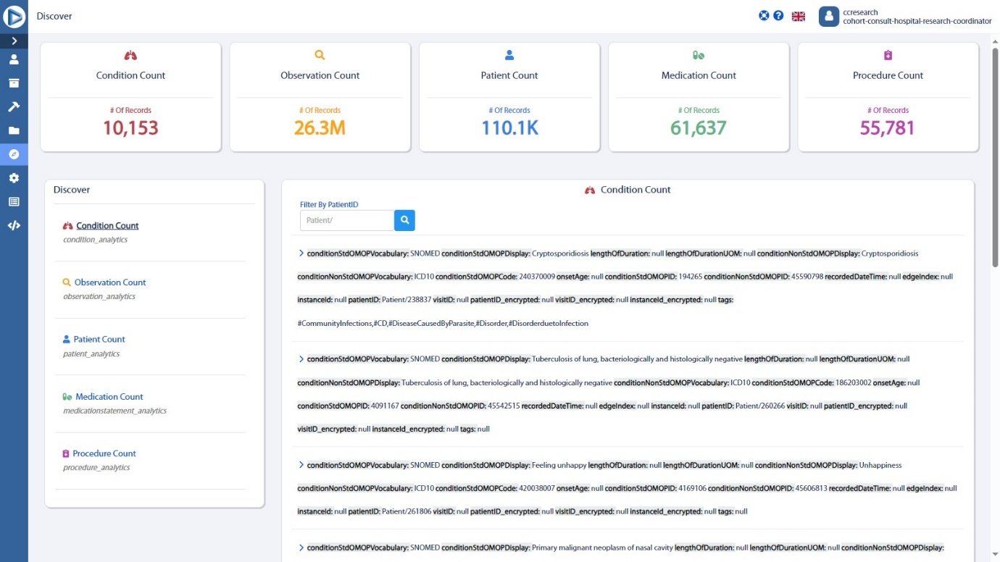 Discover
ccresearch
cohort-consult-hospital-research-coordinator
Condition Count
# Of Records
10,153
Observation Count
# Of Records
26.3M
Patient Count
# Of Records
110.1K
Medication Count
# Of Records
61,637
Procedure Count
# Of Records
55,781
Discover
Condition Count
condition_analytics
Observation Count
observation_analytics
Patient Count
patient_analytics
Medication Count
medicationstatement_analytics
Procedure Count
procedure_analytics
Condition Count
Filter By PatientID
Patient/
conditionStdOMOPVocabulary: SNOMED conditionStdOMOPDisplay: Cryptosporidiosis lengthOfDuration: null lengthOfDurationUOM: null conditionNonStdOMOPDisplay: Cryptosporidiosis
conditionNonStdOMOPVocabulary: ICD10 conditionStdOMOPCode: 240370009 onsetAge: null conditionStdOMOPID: 194265 conditionNonStdOMOPID: 45590798 recordedDateTime: null edgeIndex: null
instanceId: null patientID: Patient/238837 visitID: null patientID_encrypted: null visitID_encrypted: null instanceId_encrypted: null tags:
#CommunityInfections,#CD,#DiseaseCausedByParasite,#Disorder,#DisorderduetoInfection
conditionStdOMOPVocabulary: SNOMED conditionStdOMOPDisplay: Tuberculosis of lung, bacteriologically and histologically negative lengthOfDuration: null lengthOfDurationUOM: null
conditionNonStdOMOPDisplay: Tuberculosis of lung, bacteriologically and histologically negative conditionNonStdOMOPVocabulary: ICD10 conditionStdOMOPCode: 186203002 onsetAge: null
conditionStdOMOPID: 4091167 conditionNonStdOMOPID: 45542515 recordedDateTime: null edgeIndex: null instanceId: null patientID: Patient/260266 visitID: null patientID_encrypted: null
visitID_encrypted: null instanceId_encrypted: null tags: null
conditionStdOMOPVocabulary: SNOMED conditionStdOMOPDisplay: Feeling unhappy lengthOfDuration: null lengthOfDurationUOM: null conditionNonStdOMOPDisplay: Unhappiness
conditionNonStdOMOPVocabulary: ICD10 conditionStdOMOPCode: 420038007 onsetAge: null conditionStdOMOPID: 4169106 conditionNonStdOMOPID: 45606813 recordedDateTime: null edgeIndex: null
instanceId: null patientID: Patient/261806 visitID: null patientID_encrypted: null visitID_encrypted: null instanceId_encrypted: null tags: null
conditionStdOMOPVocabulary: SNOMED conditionStdOMOPDisplay: Primary malignant neoplasm of nasal cavity lengthOfDuration: null lengthOfDurationUOM: null conditionNonStdOMOPDisplay: